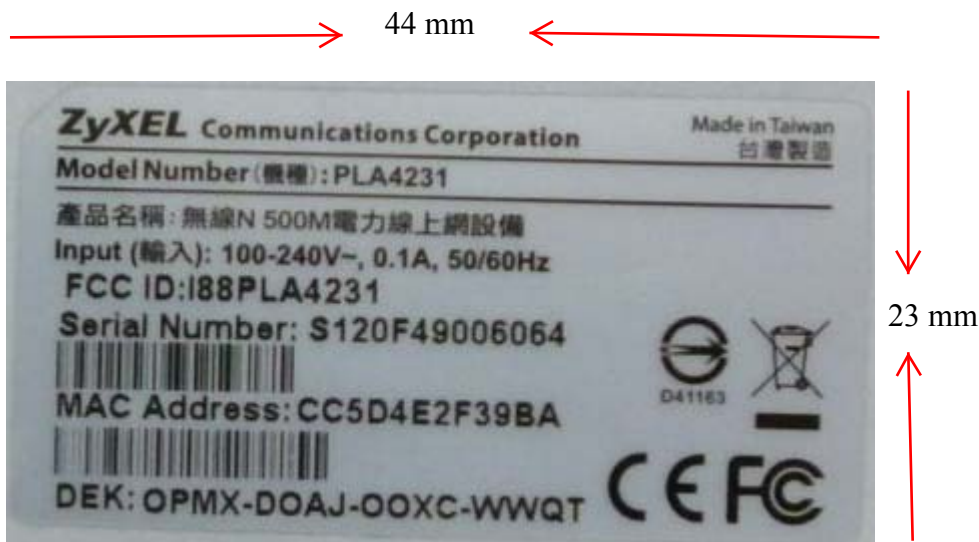 44 mm
ZyXEL Communications Corporation
Made in Taiwan
台灣製造
Model Number(機種):PLA4231
產品名稱:無線N 500M電力線上網設備
Input (輸入): 100-240V~, 0.1A, 50/60Hz
FCC ID:I88PLA4231
Serial Number: S120F49006064
23 mm
D41163
MAC Address:CC5D4E2F39BA
DEK: OPMX-DOAJ-OOXC-WWQT
CE FC